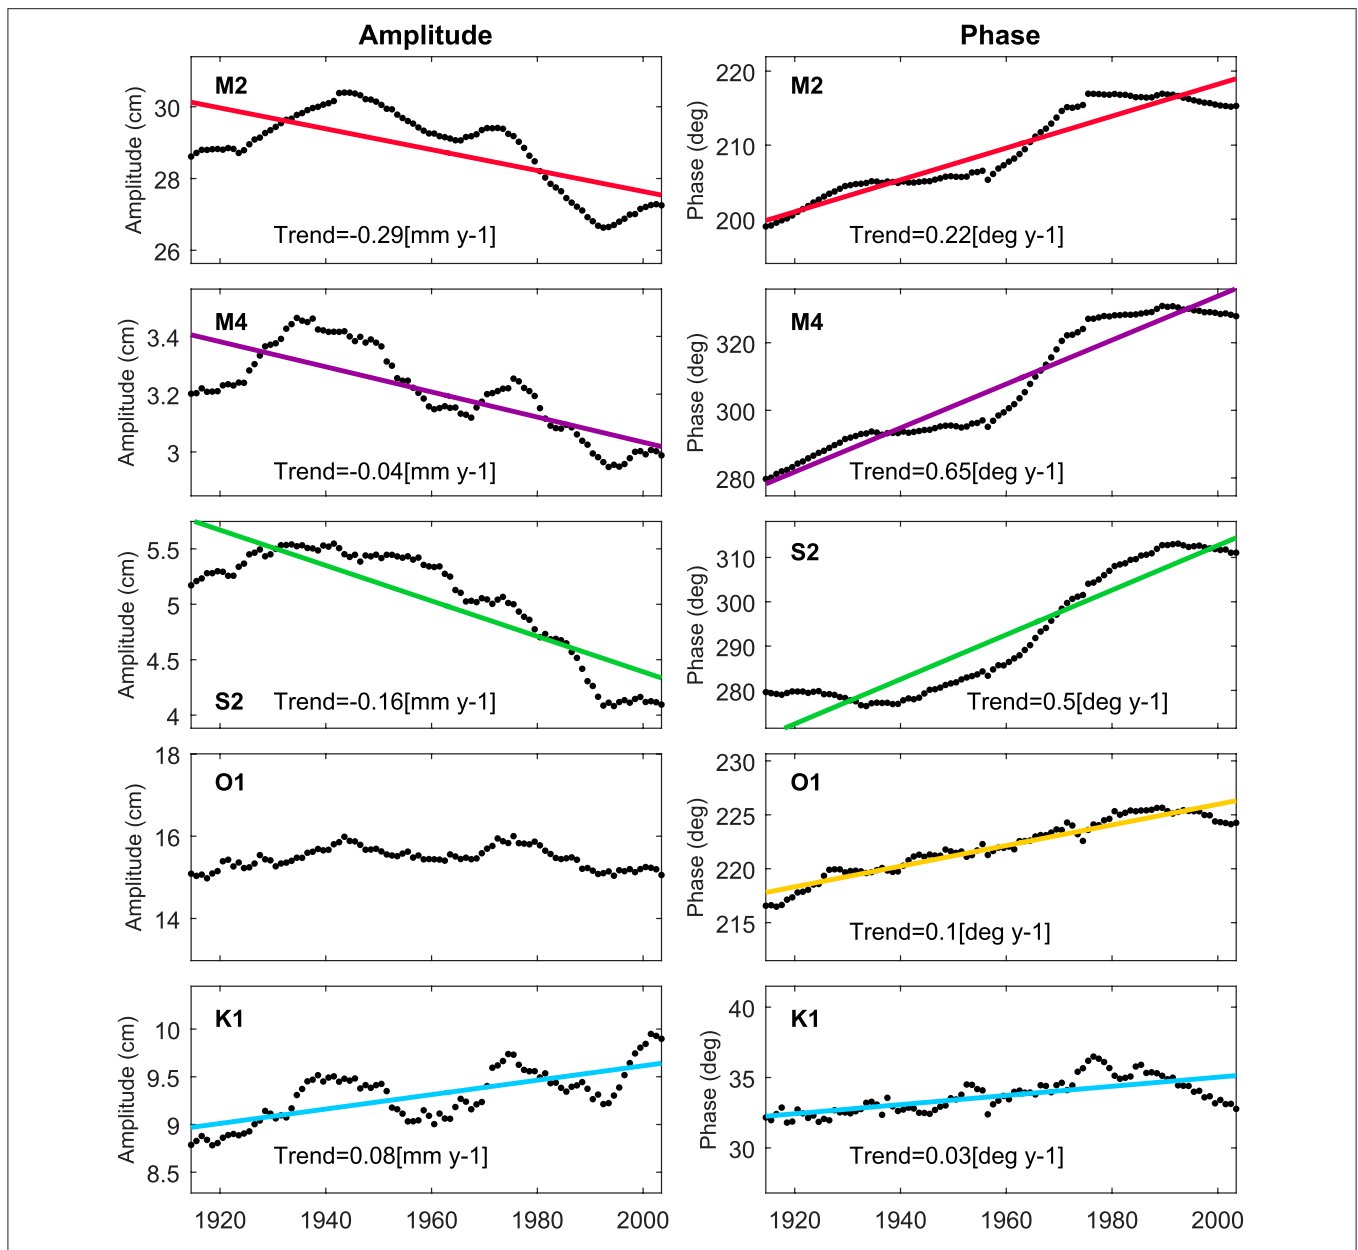 Amplitude Phase
M2
Amplitude (cm)
30
28
26
Trend=-0.29[mm y-1]
M2
Phase (deg)
220
210
200
Trend=0.22[deg y-1]
M4
Amplitude (cm)
3.4
3.2
3
Trend=-0.04[mm y-1]
M4
Phase (deg)
320
300
280
Trend=0.65[deg y-1]
Amplitude (cm)
5.5
5
4.5
4
S2 Trend=-0.16[mm y-1]
S2
Phase (deg)
310
300
290
280
Trend=0.5[deg y-1]
O1
Amplitude (cm)
18
16
14
O1
Phase (deg)
230
225
220
215
Trend=0.1[deg y-1]
K1
Amplitude (cm)
10
9.5
9
8.5
Trend=0.08[mm y-1]
1920 1940 1960 1980 2000
K1
Phase (deg)
40
35
30
Trend=0.03[deg y-1]
1920 1940 1960 1980 2000